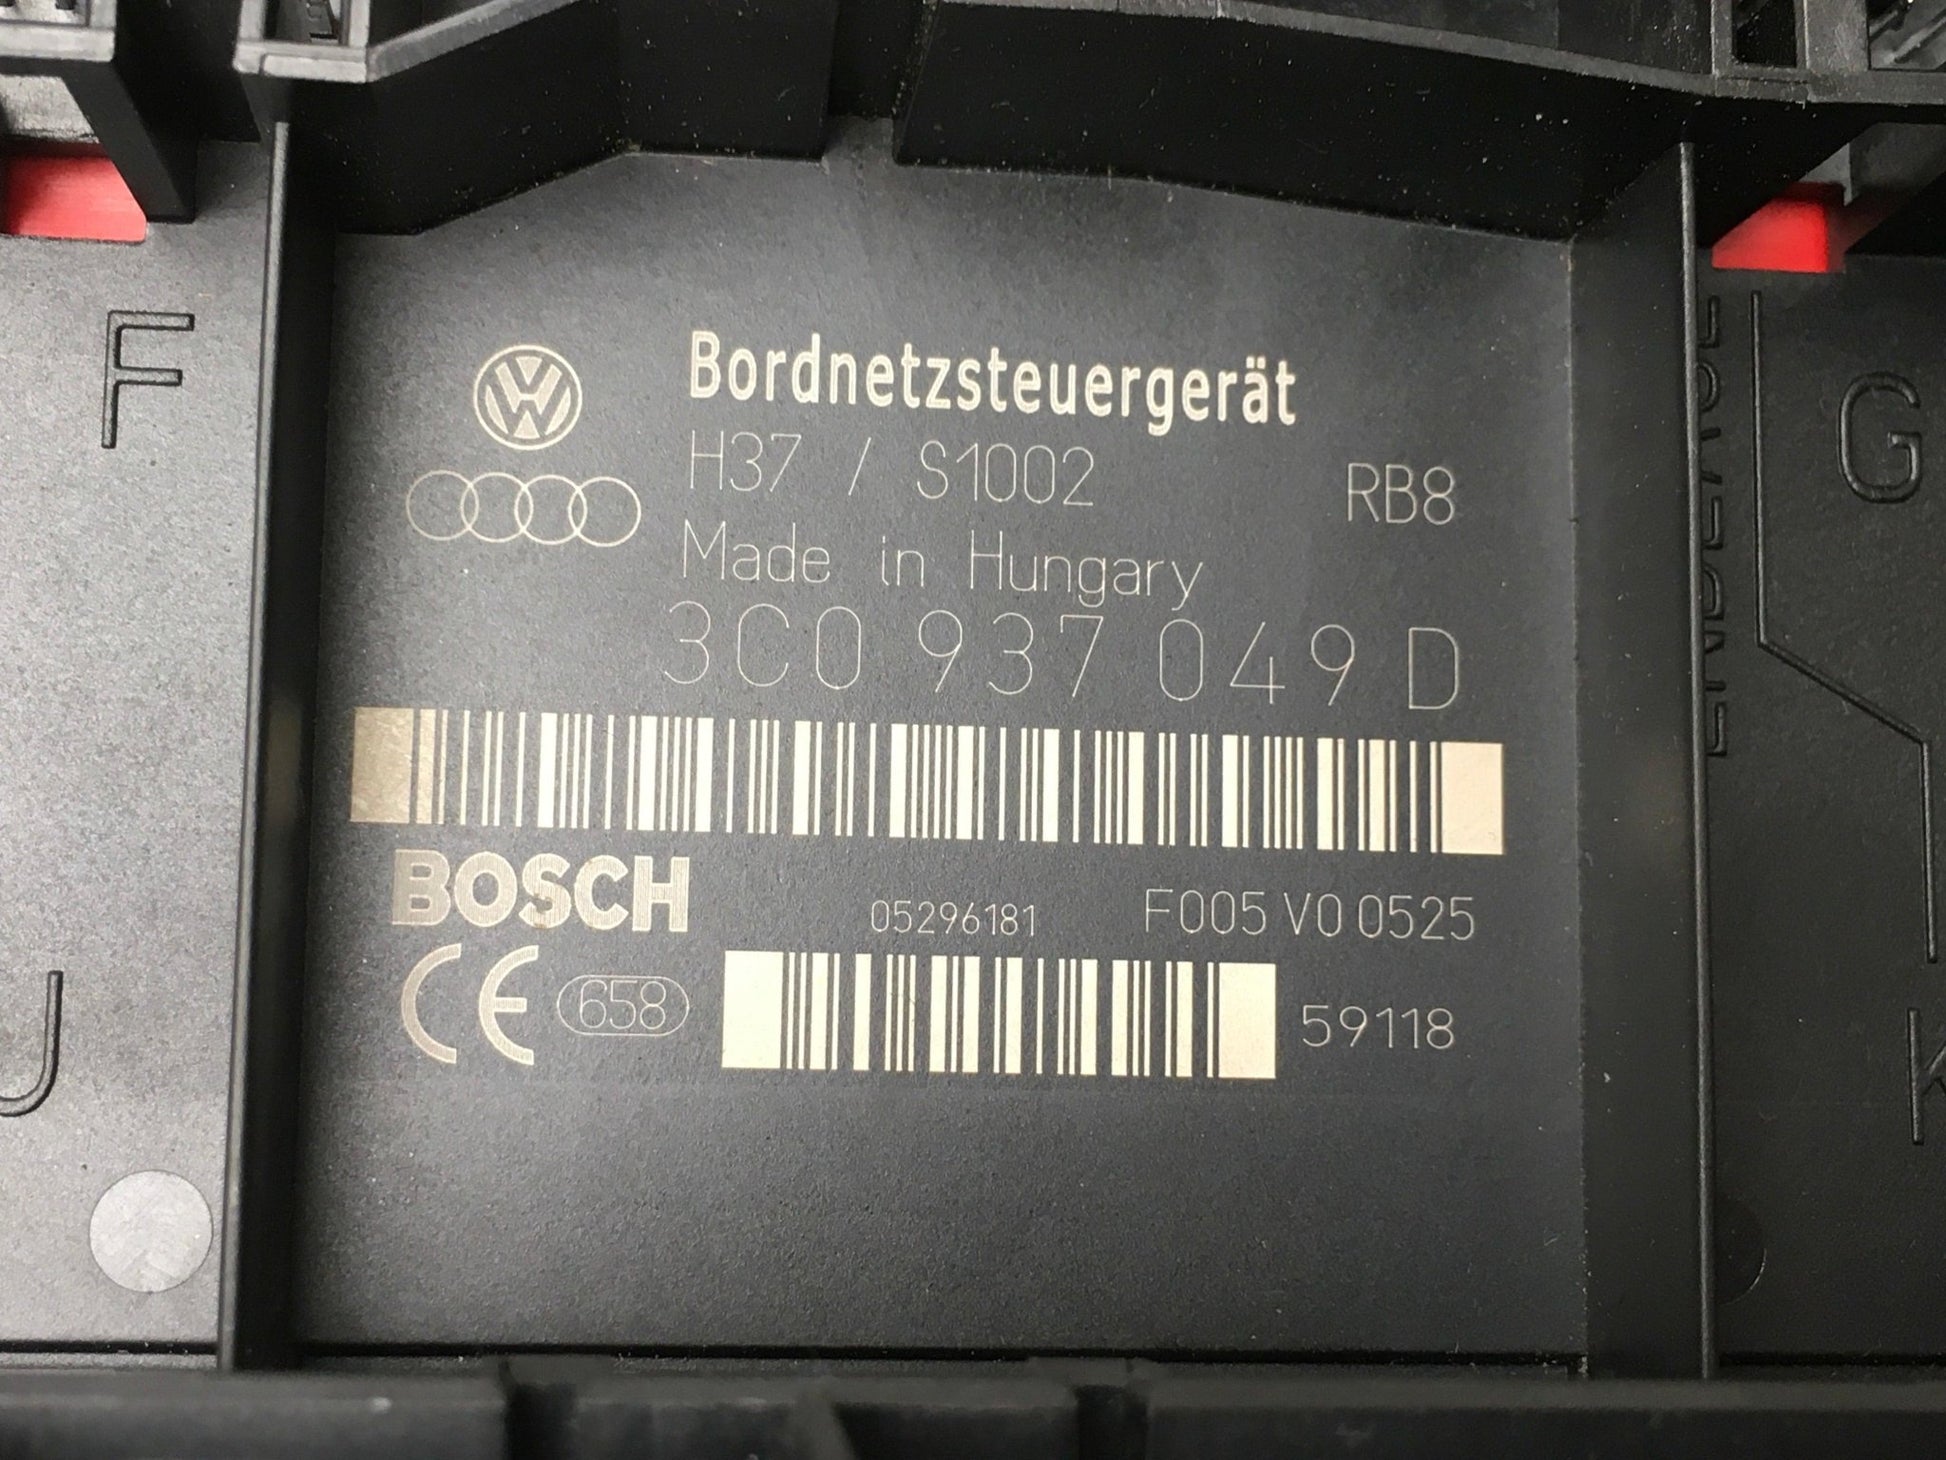 F
Bordnetzsteuergerät
H37 / S1002 RB8
Made in Hungary
3C0 937 049 D
BOSCH 05296181 F005 V0 0525
CE 658 59118
G
J
K